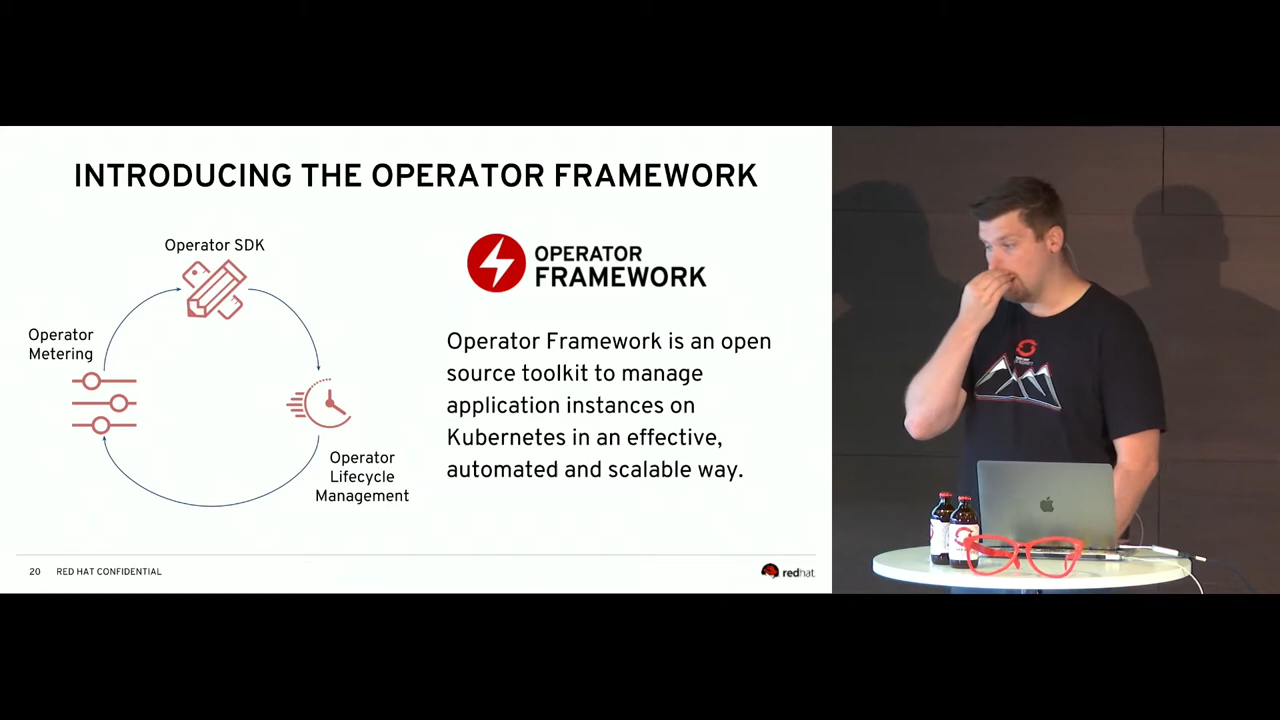 INTRODUCING THE OPERATOR FRAMEWORK
Operator SDK
Operator
Metering
Operator
Lifecycle
Management
OPERATOR
FRAMEWORK
Operator Framework is an open
source toolkit to manage
application instances on
Kubernetes in an effective,
automated and scalable way.
20 RED HAT CONFIDENTIAL
redhat